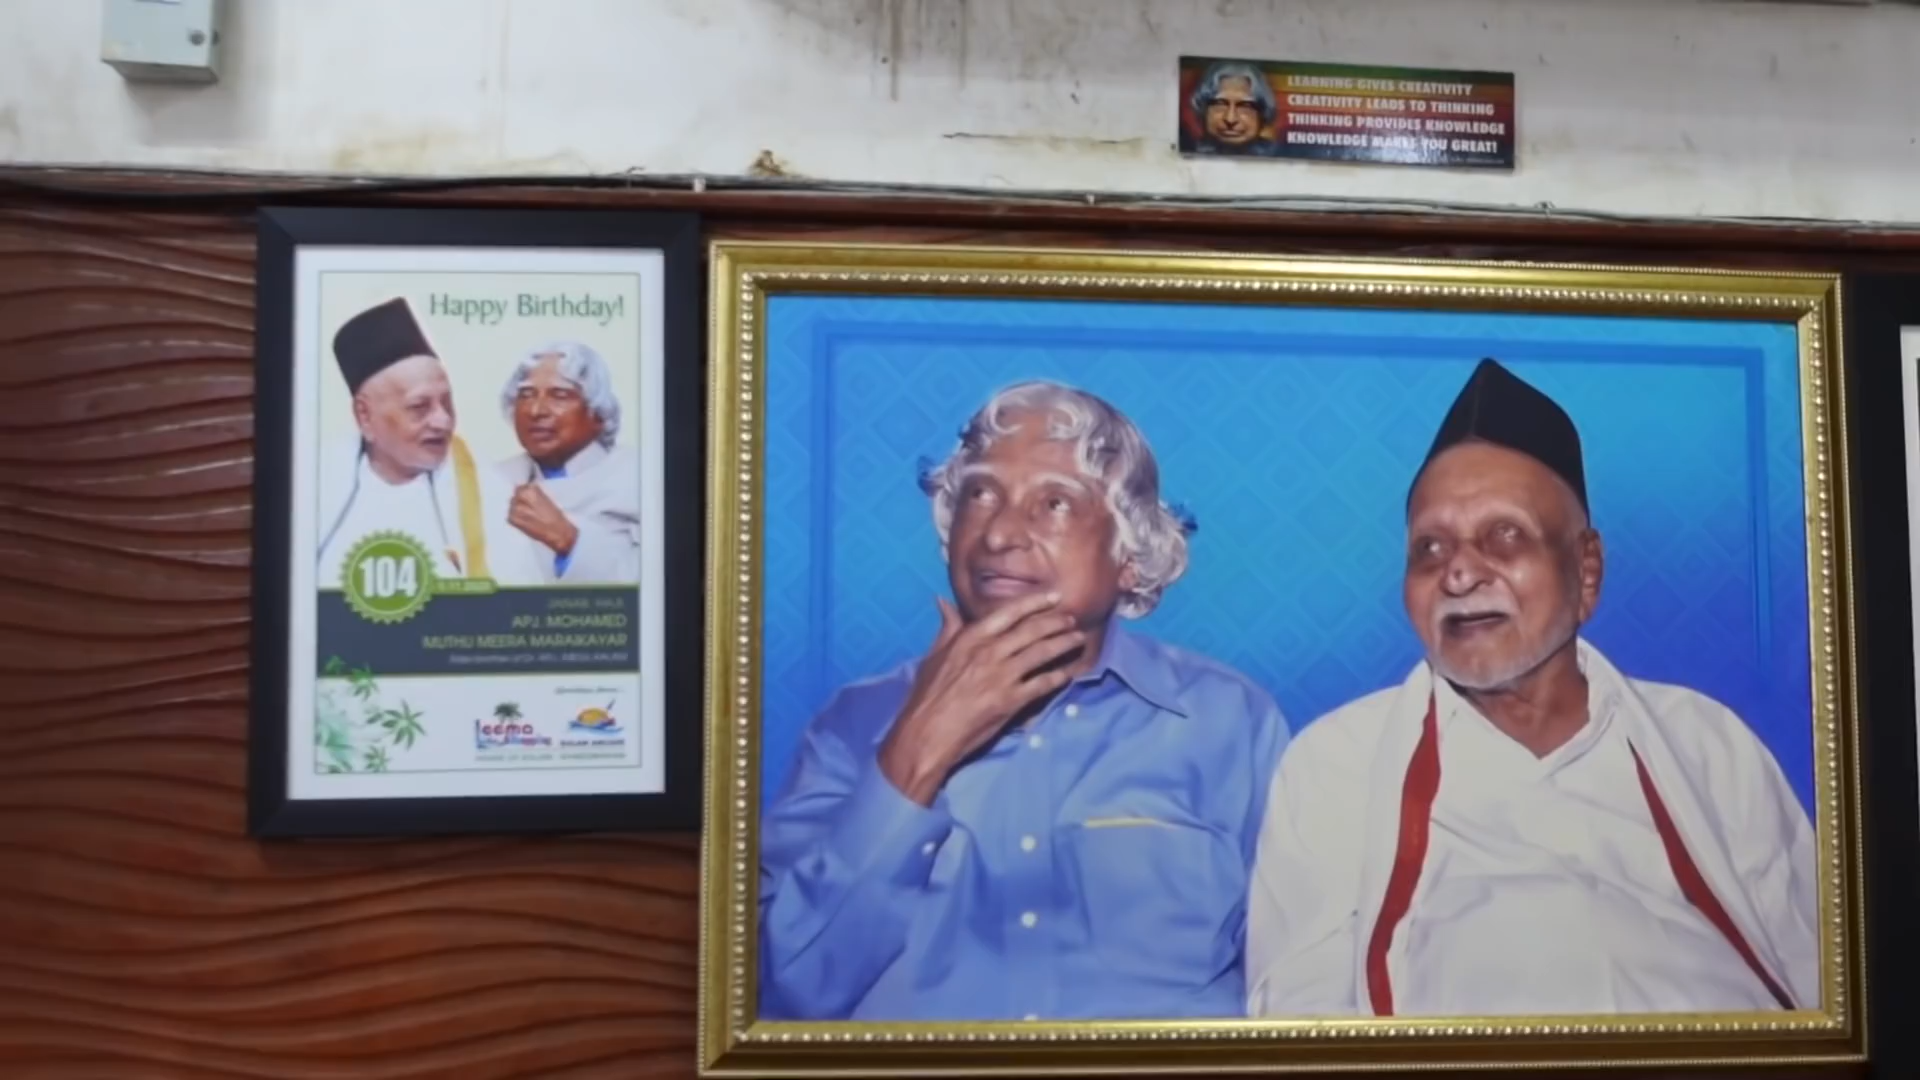 LEARNING GIVES CREATIVITY
CREATIVITY LEADS TO THINKING
THINKING PROVIDES KNOWLEDGE
KNOWLEDGE MAKES YOU GREAT!
Happy Birthday!
104
APJ. MOHAMED
MUTHU MEERA MARAIKAYAR